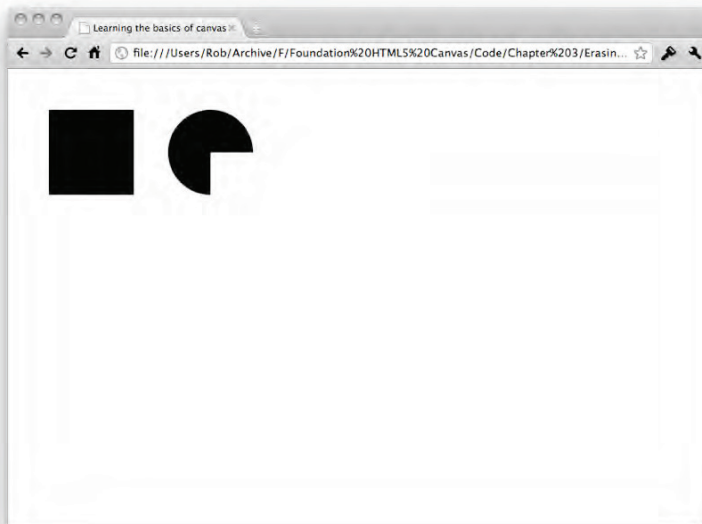 Learning the basics of canvas
file:///Users/Rob/Archive/F/Foundation%20HTML5%20Canvas/Code/Chapter%203/Erasin...